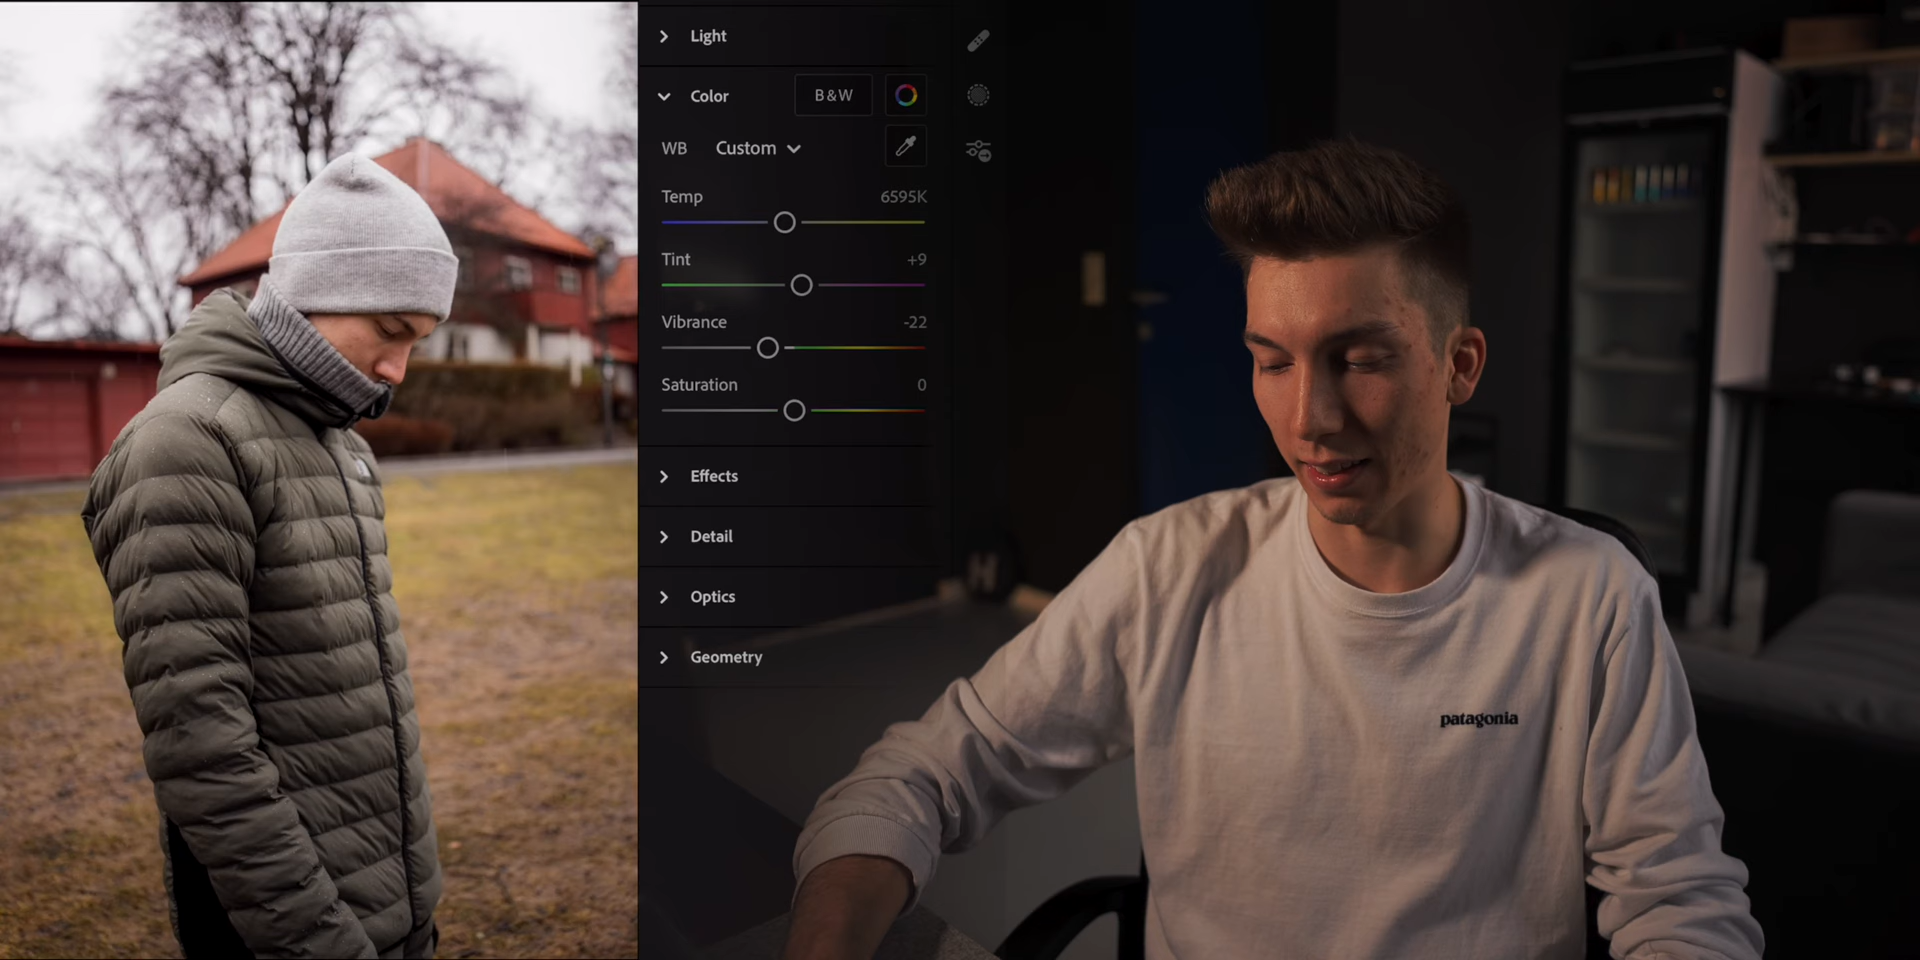 Light
Color B&W
WB Custom
Temp 6595K
Tint +9
Vibrance -22
Saturation 0
Effects
Detail
Optics
Geometry
patagonia